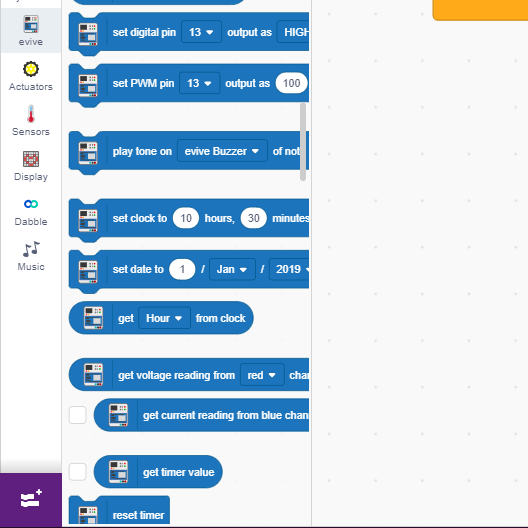 evive
Actuators
Sensors
Display
Dabble
Music
set digital pin 13 output as HIGH
set PWM pin 13 output as 100
play tone on evive Buzzer of not
set clock to 10 hours, 30 minutes
set date to 1 / Jan / 2019
get Hour from clock
get voltage reading from red chan
get current reading from blue chan
get timer value
reset timer